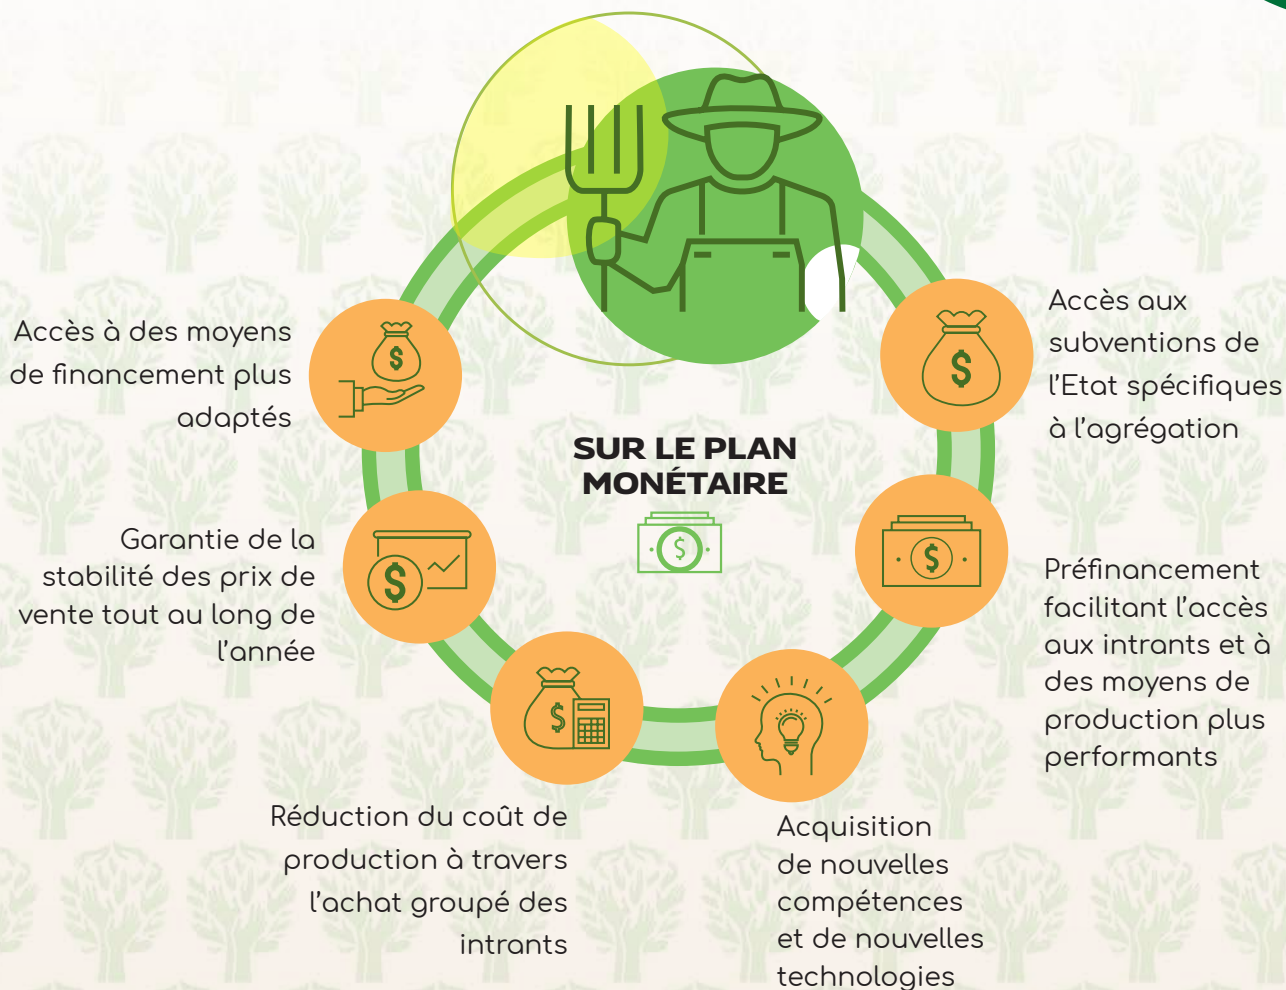 SUR LE PLAN
MONÉTAIRE
$
Accès à des moyens
de financement plus
adaptés
$
Garantie de la
stabilité des prix de
vente tout au long de
l'année
$
Réduction du coût de
production à travers
l'achat groupé des
intrants
$
Acquisition
de nouvelles
compétences
et de nouvelles
technologies
Préfinancement
facilitant l'accès
aux intrants et à
des moyens de
production plus
performants
$
Accès aux
subventions de
l'Etat spécifiques
à l'agrégation
$